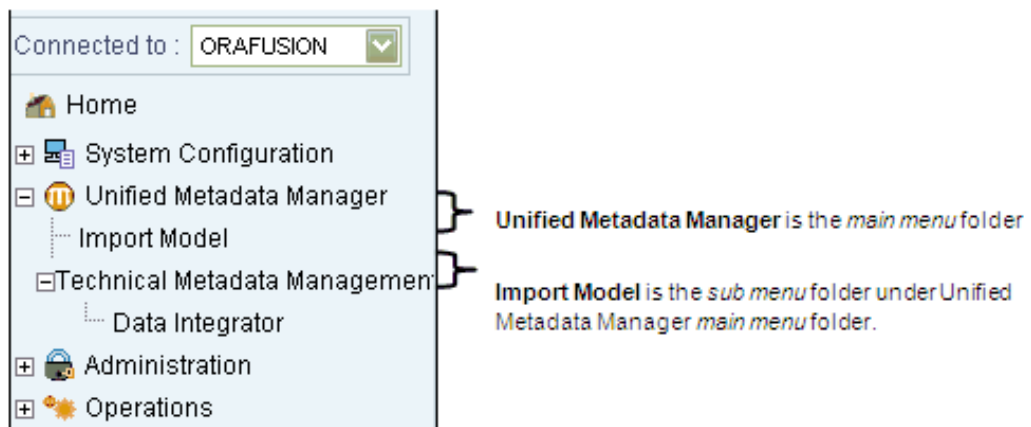 Connected to : ORAFUSION
Home
System Configuration
Unified Metadata Manager
Import Model
Technical Metadata Management
Data Integrator
Administration
Operations
Unified Metadata Manager is the main menu folder
Import Model is the sub menu folder under Unified
Metadata Manager main menu folder.